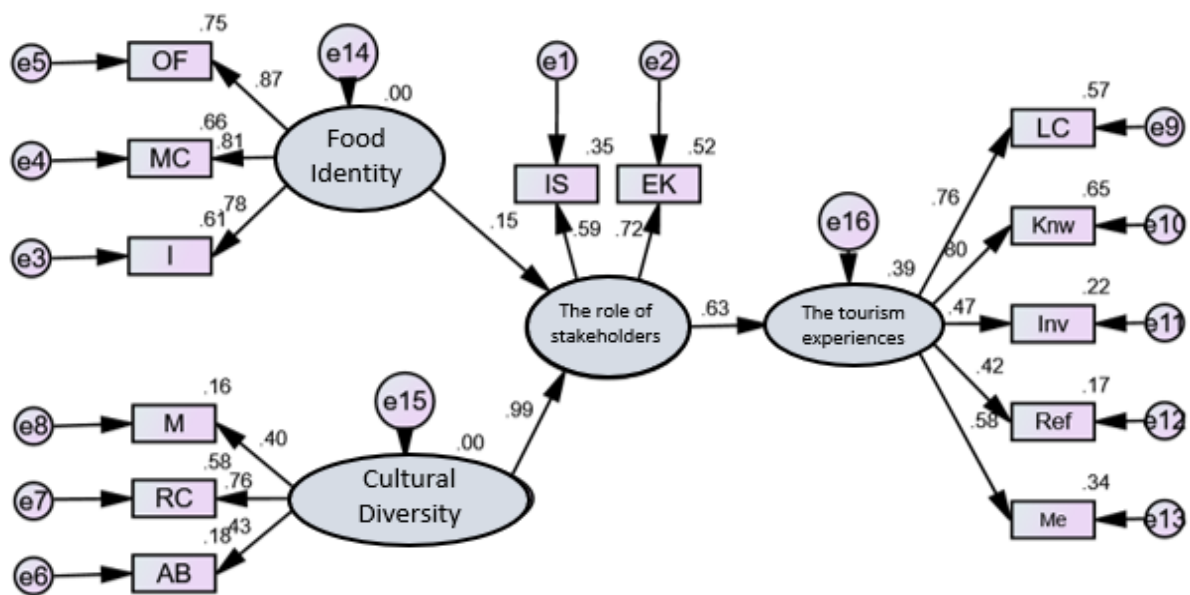 .75
e5
OF
e14
.87
.00
.66
.81
e4
MC
Food
Identity
.78
.61
e3
I
.15
e1
e2
.35
.52
IS
EK
.59
.72
The role of
stakeholders
.63
e16
.39
The tourism
experiences
.57
LC
e9
.76
.65
Knw
e10
.80
.22
.47
Inv
e11
.42
.17
Ref
e12
.58
.34
Me
e13
.16
e8
M
e15
.99
.40
.00
.58
.76
e7
RC
Cultural
Diversity
.43
.18
e6
AB